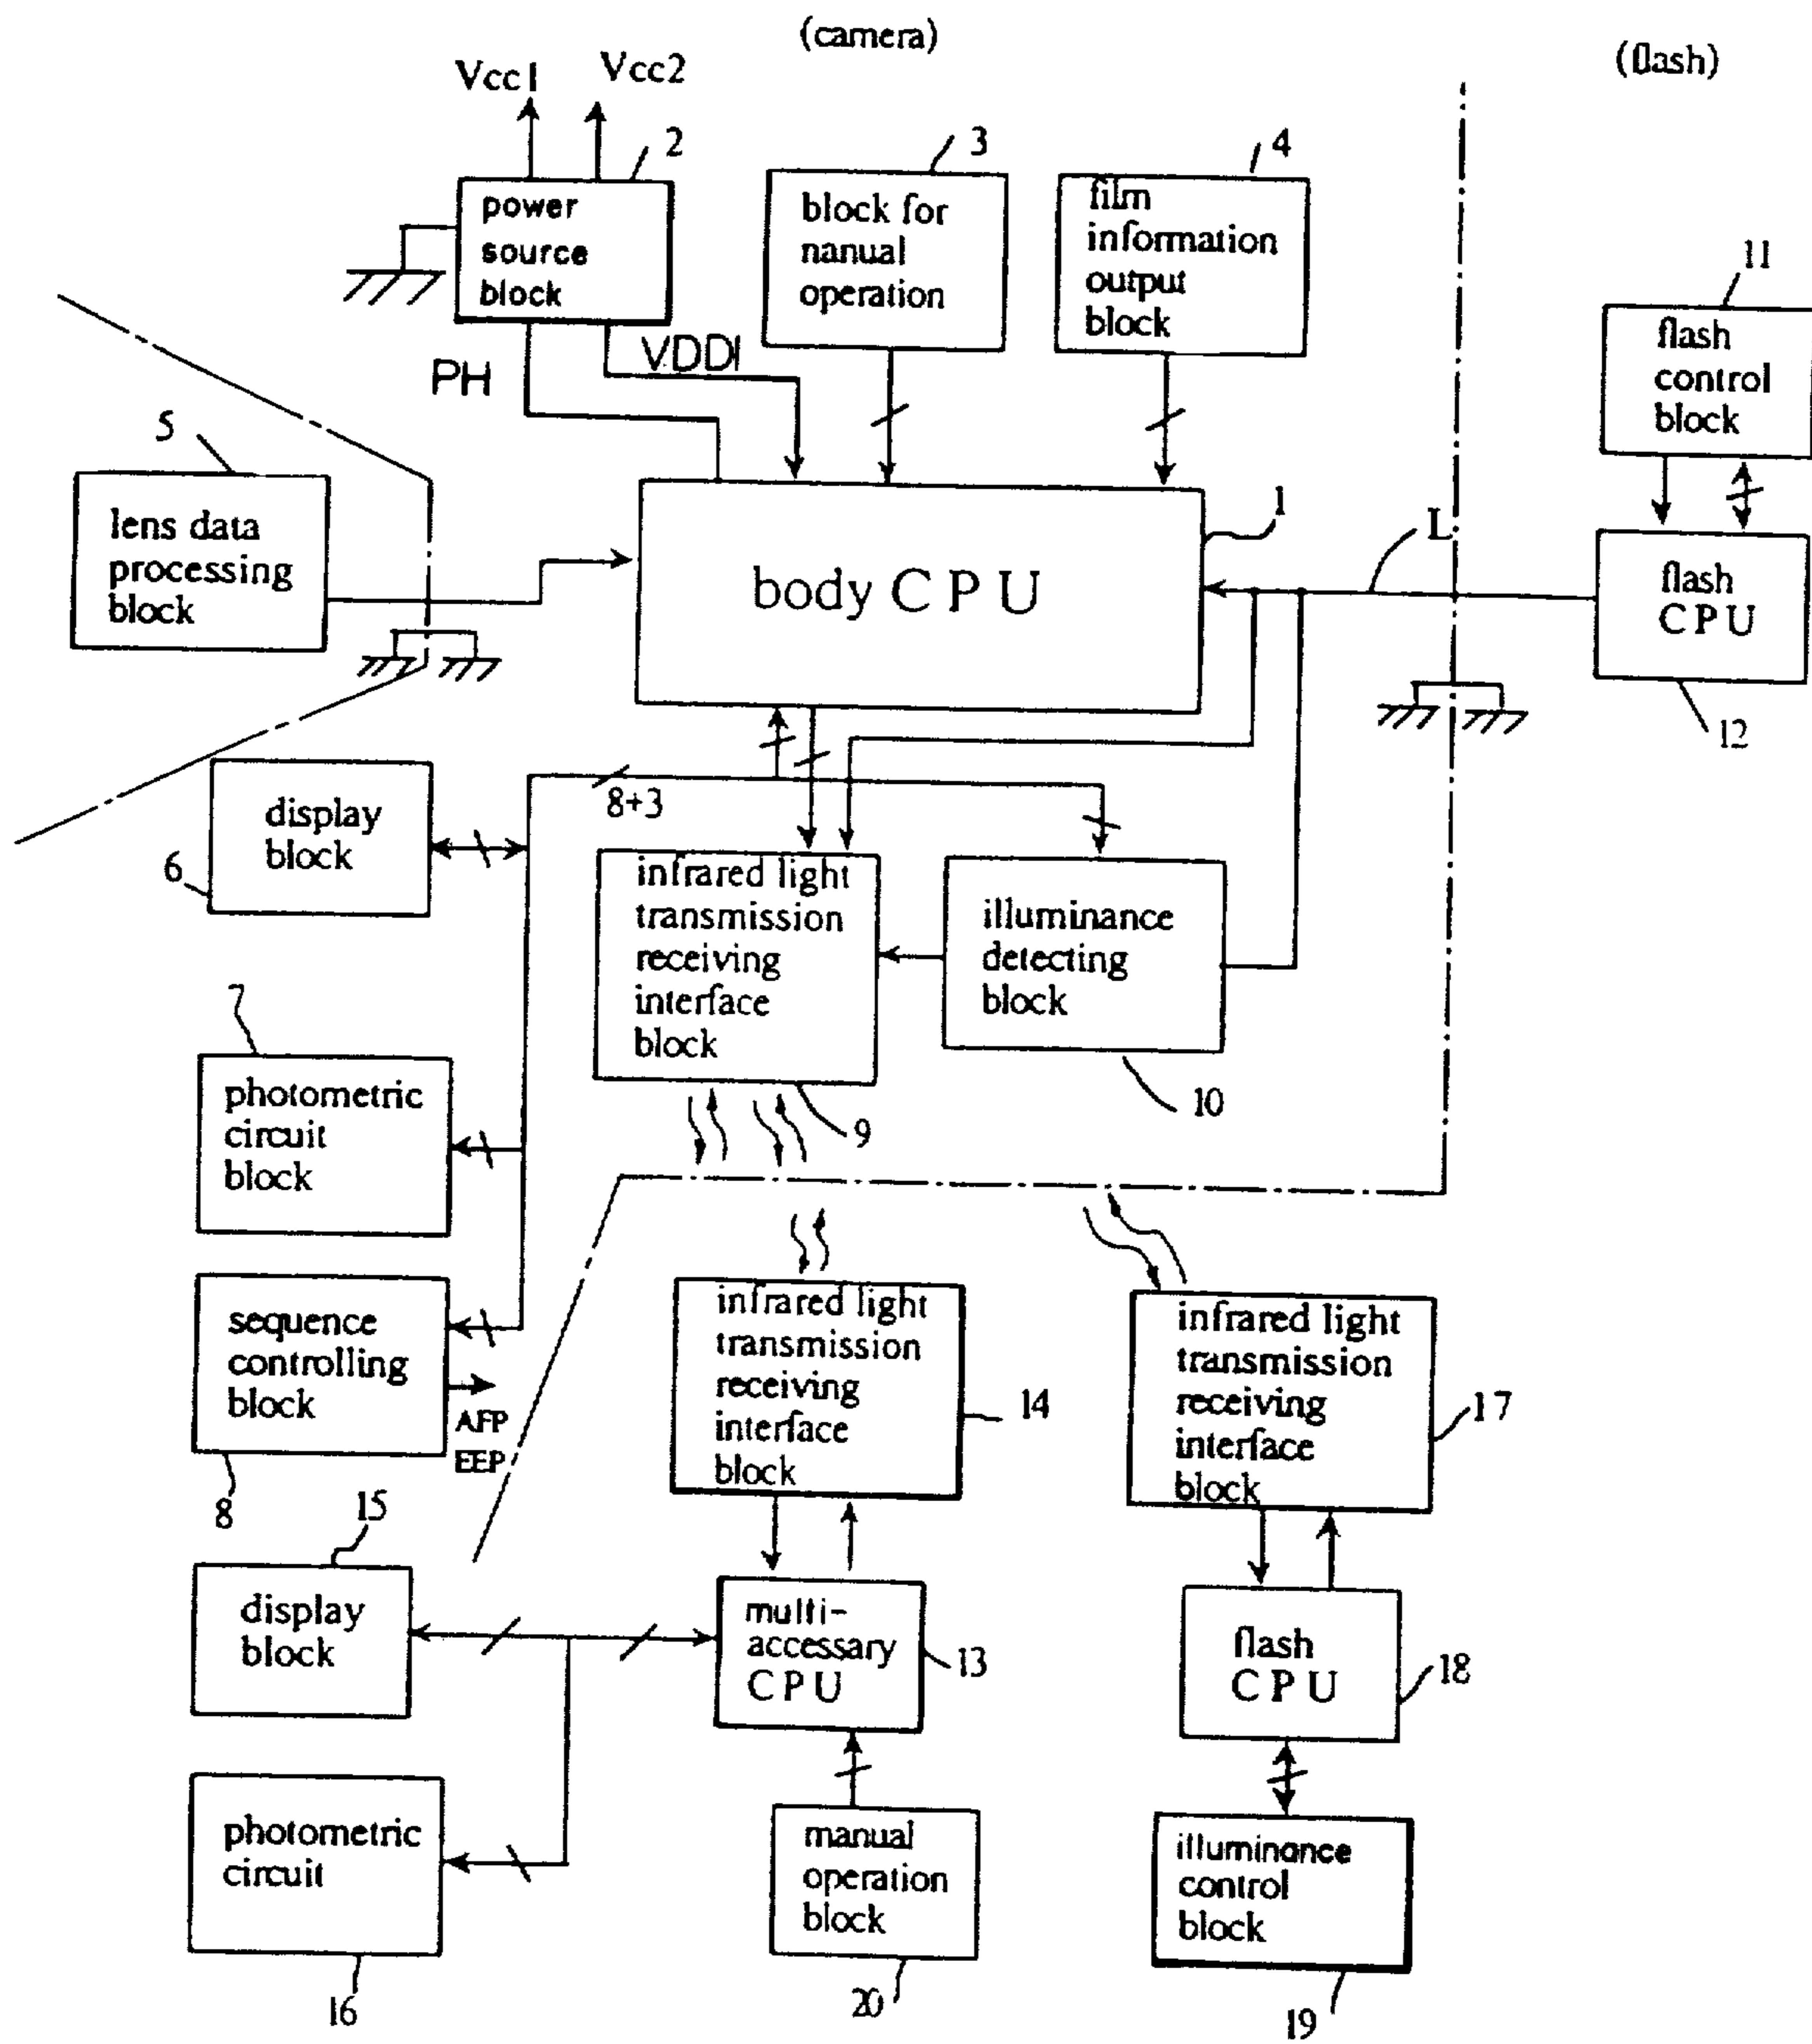 (camera)
(flash)
Vcc1
Vcc2
2
3
4
power
source
block
block for
nanual
operation
film
information
output
block
11
flash
control
block
PH
VDDI
5
lens data
processing
block
1
L
body CPU
flash
CPU
12
8+3
display
block
6
infrared light
transmission
receiving
interface
block
illuminance
detecting
block
7
9
10
photometric
circuit
block
sequence
controlling
block
AFP
EEP
8
infrared light
transmission
receiving
interface
block
14
infrared light
transmission
receiving
interface
block
17
15
display
block
multi-
accessary
CPU
13
flash
CPU
18
photometric
circuit
16
manual
operation
block
20
illuminance
control
block
19